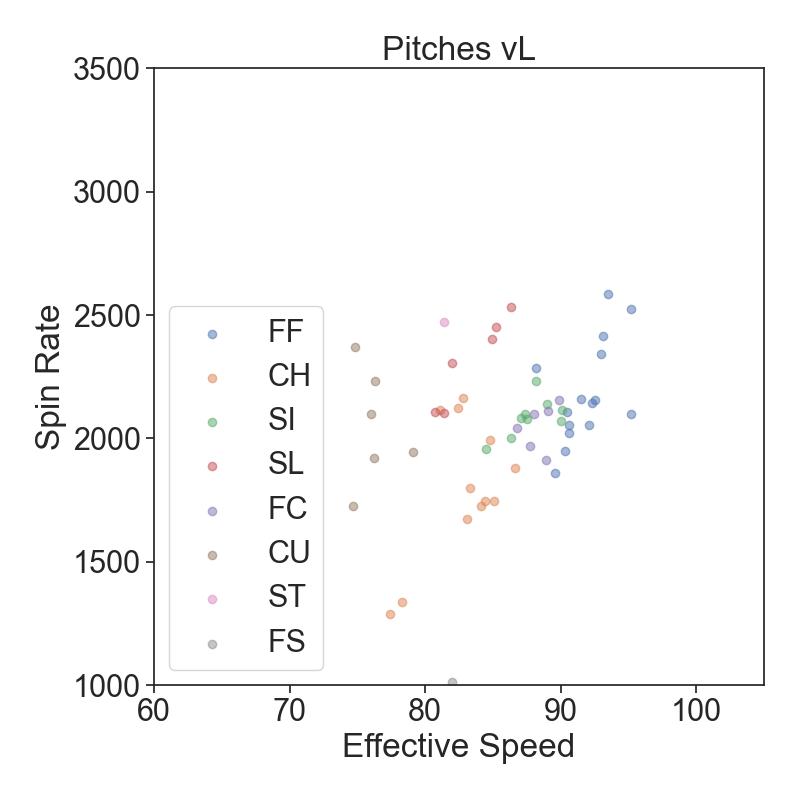 Pitches vL
3500
3000
2500
2000
1500
1000
Spin Rate
FF
CH
SI
SL
FC
CU
ST
FS
60 70 80 90 100
Effective Speed